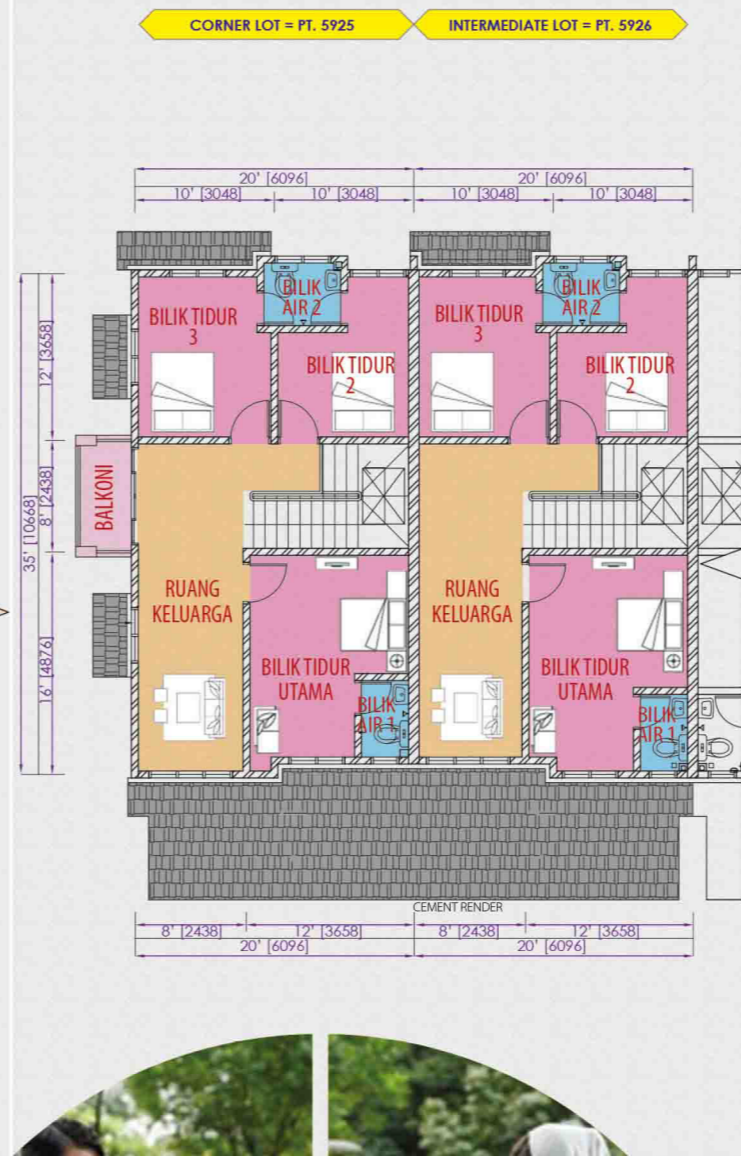 CORNER LOT = PT. 5925
INTERMEDIATE LOT = PT. 5926
20' [6096]
20' [6096]
10' [3048]
10' [3048]
10' [3048]
10' [3048]
35' [10668]
12' [3658]
8' [2438]
16' [4876]
BILIK TIDUR
3
BILIK
AIR 2
BILIK TIDUR
2
BILIK TIDUR
3
BILIK
AIR 2
BILIK TIDUR
2
BALKONI
RUANG
KELUARGA
BILIK TIDUR
UTAMA
BILIK
AIR 1
RUANG
KELUARGA
BILIK TIDUR
UTAMA
BILIK
AIR 1
CEMENT RENDER
8' [2438]
12' [3658]
8' [2438]
12' [3658]
20' [6096]
20' [6096]